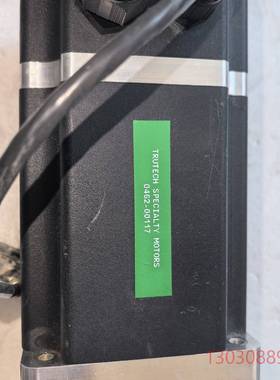 TRUTECH SPECIALTY MOTORS
0462-00117
13030889